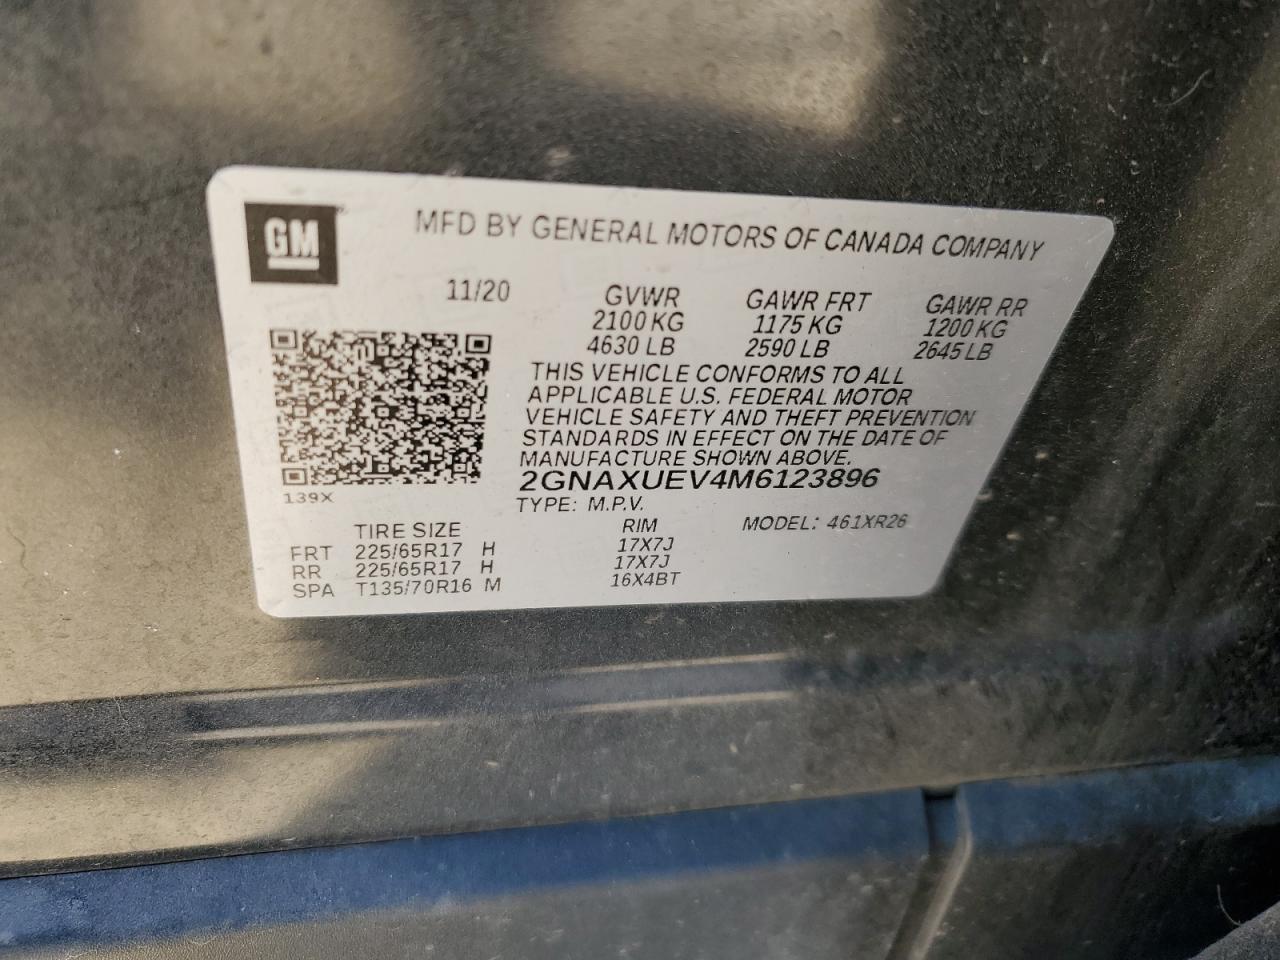 GM
MFD BY GENERAL MOTORS OF CANADA COMPANY
11/20 GVWR GAWR FRT GAWR RR
2100 KG 1175 KG 1200 KG
4630 LB 2590 LB 2645 LB
THIS VEHICLE CONFORMS TO ALL
APPLICABLE U.S. FEDERAL MOTOR
VEHICLE SAFETY AND THEFT PREVENTION
STANDARDS IN EFFECT ON THE DATE OF
MANUFACTURE SHOWN ABOVE.
2GNAXUEV4M6123896
139X
TYPE: M.P.V.
TIRE SIZE RIM MODEL: 461XR26
FRT 225/65R17 H 17X7J
RR 225/65R17 H 17X7J
SPA T135/70R16 M 16X4BT